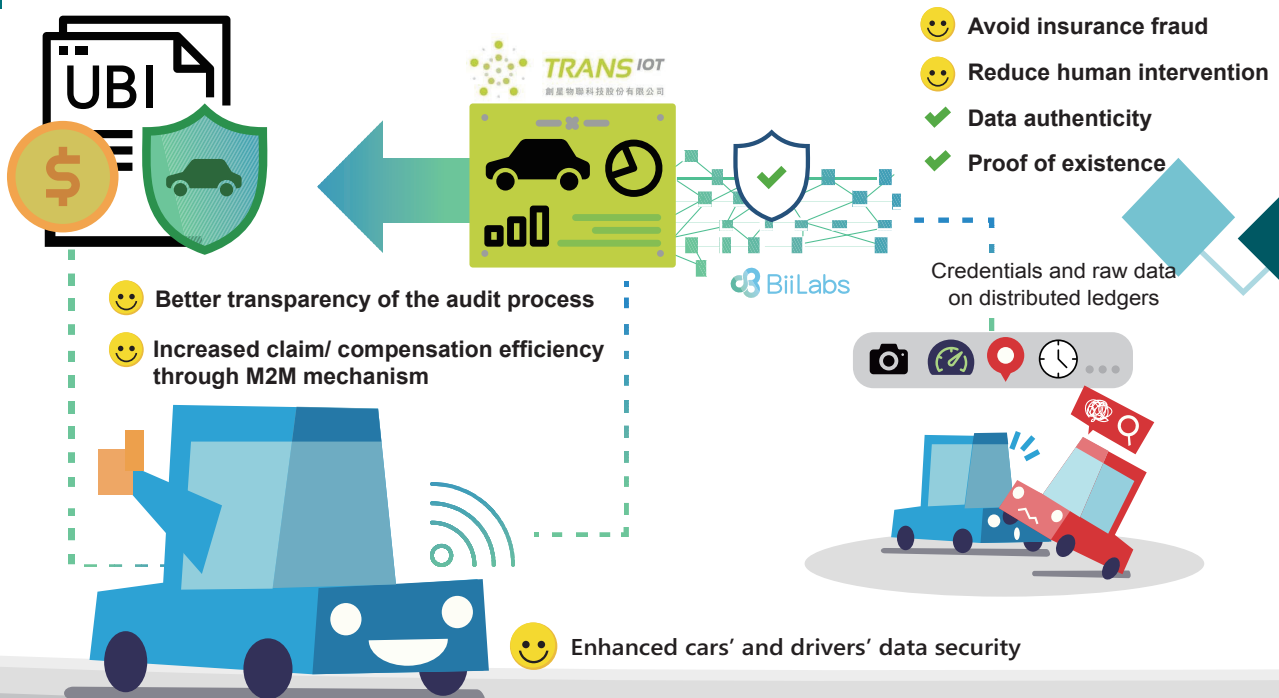 UBI
$
TRANS IOT
創星物聯科技股份有限公司
Avoid insurance fraud
Reduce human intervention
Data authenticity
Proof of existence
BiiLabs
Credentials and raw data
on distributed ledgers
Better transparency of the audit process
Increased claim/ compensation efficiency
through M2M mechanism
Enhanced cars' and drivers' data security